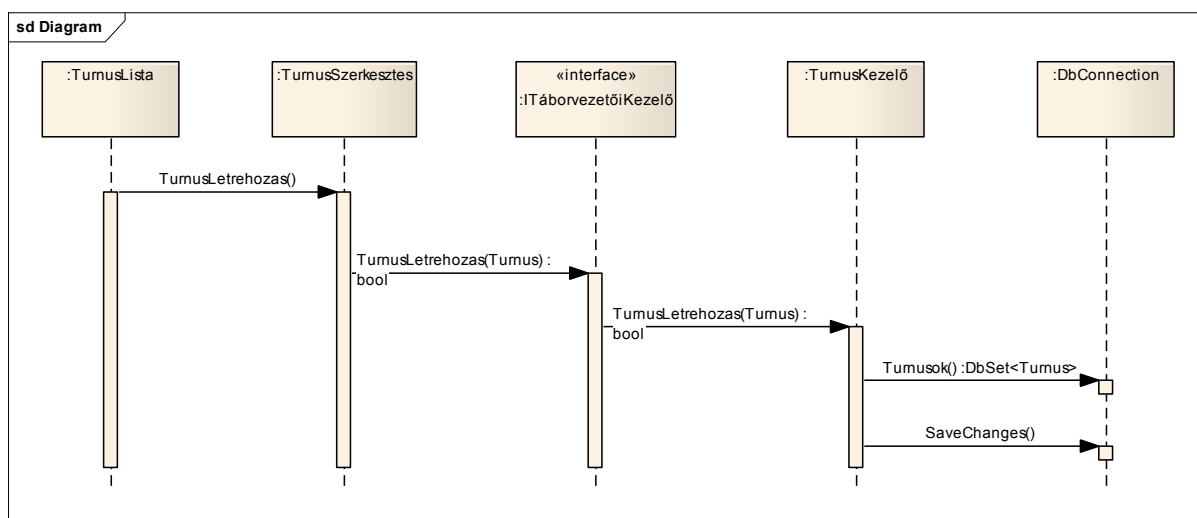 sd Diagram
:TurnusLista
:TurnusSzerkesztes
«interface»
:ITáborvezetőiKezelő
:TurnusKezelő
:DbConnection
TurnusLetrehozas()
TurnusLetrehozas(Turnus) :
bool
TurnusLetrehozas(Turnus) :
bool
Turnusok() :DbSet<Turnus>
SaveChanges()